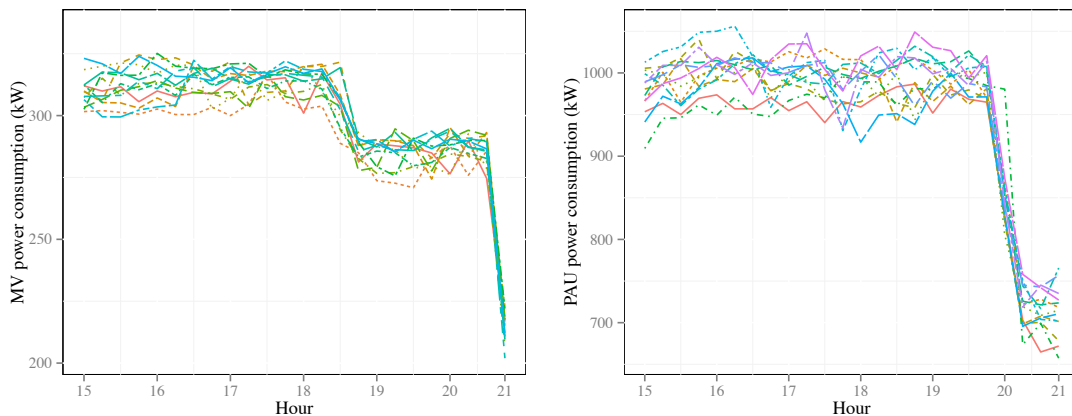 MV power consumption (kW)
300
250
200
15 16 17 18 19 20 21
Hour
PAU power consumption (kW)
1000
900
800
700
15 16 17 18 19 20 21
Hour